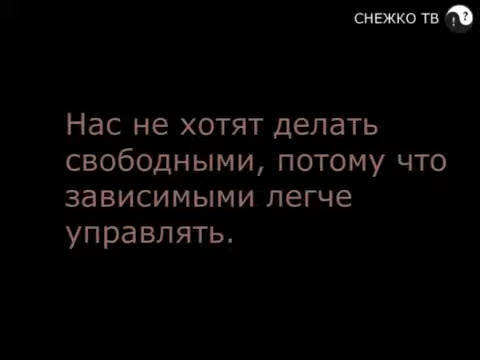 СНЕЖКО ТВ
Нас не хотят делать
свободными, потому что
зависимыми легче
управлять.